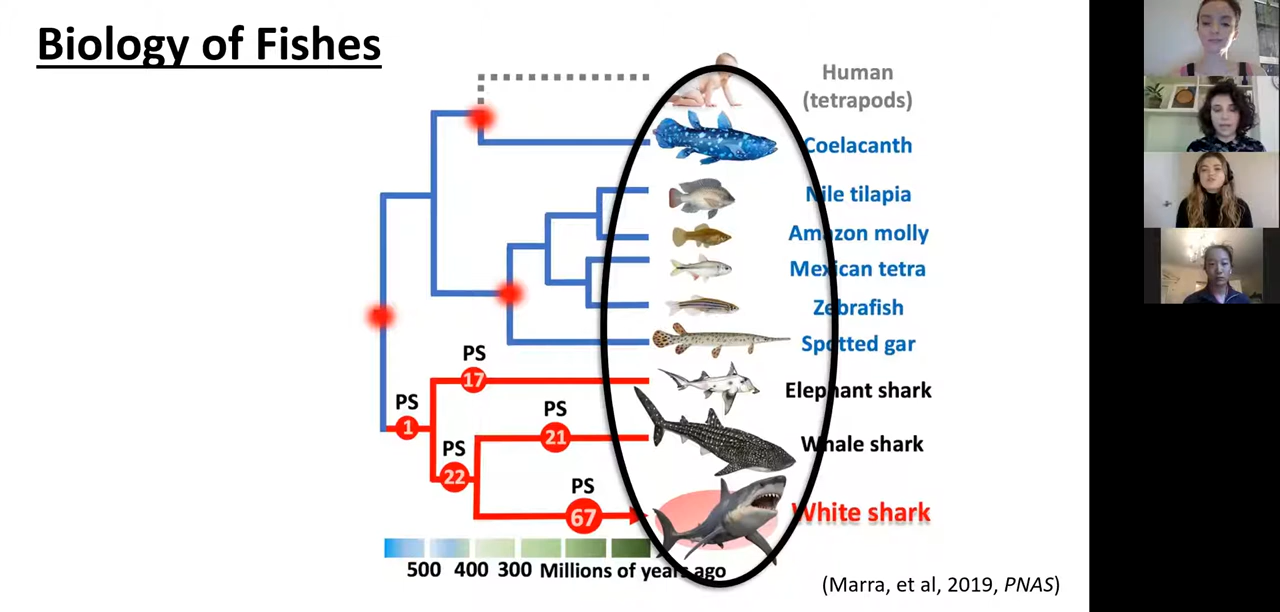 Biology of Fishes
Human
(tetrapods)
Coelacanth
Nile tilapia
Amazon molly
Mexican tetra
Zebrafish
Spotted gar
PS
17
Elephant shark
PS
1
PS
21
Whale shark
PS
22
PS
67
White shark
500 400 300 Millions of years ago
(Marra, et al, 2019, PNAS)